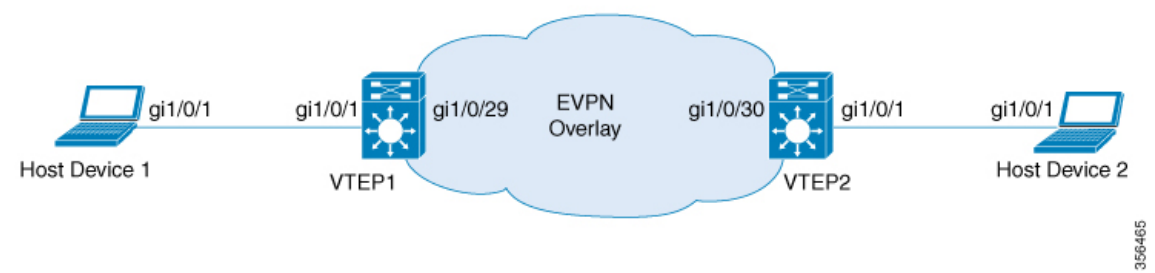 EVPN
Overlay
gi1/0/1
gi1/0/1
gi1/0/29
gi1/0/30
gi1/0/1
gi1/0/1
Host Device 1
VTEP1
VTEP2
Host Device 2
356465